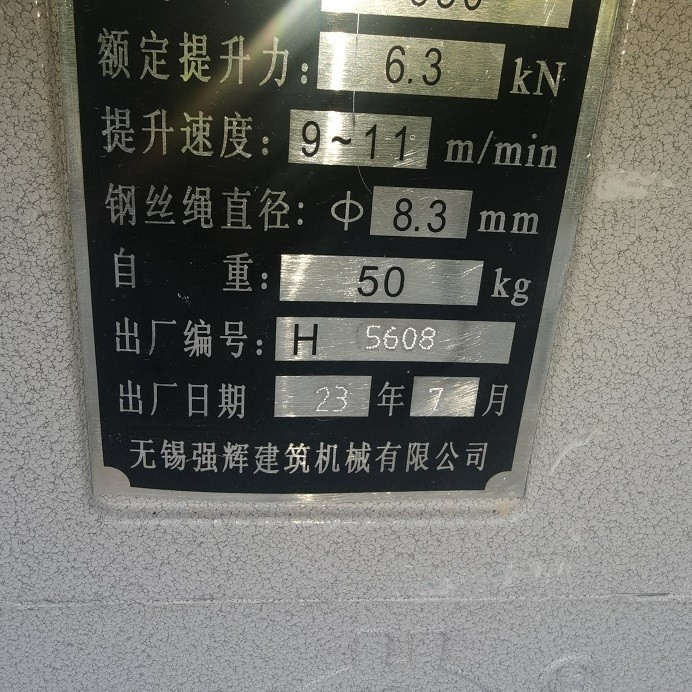 额定提升力: 6.3 kN
提升速度: 9~11 m/min
钢丝绳直径: ф 8.3 mm
自 重: 50 kg
出厂编号: H 5608
出厂日期 23 年 7 月
无锡强辉建筑机械有限公司